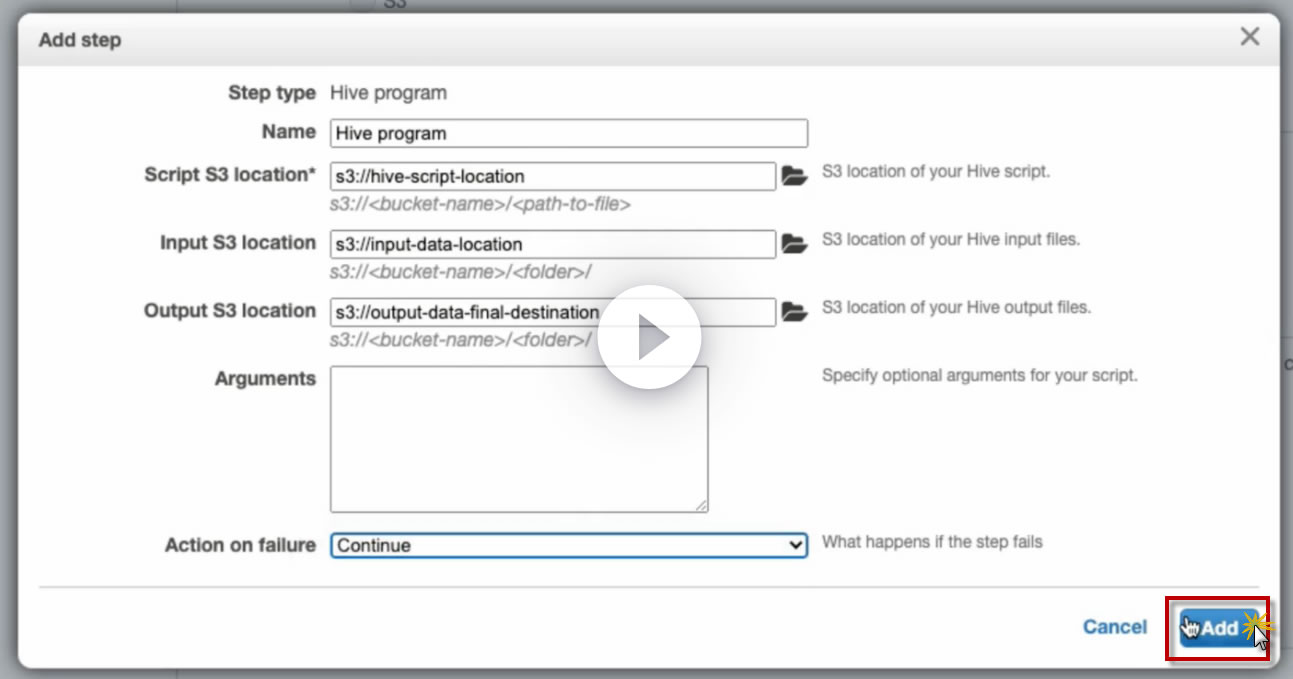 S3
Add step
Step type Hive program
Name Hive program
Script S3 location* s3://hive-script-location S3 location of your Hive script.
s3://<bucket-name>/<path-to-file>
Input S3 location s3://input-data-location S3 location of your Hive input files.
s3://<bucket-name>/<folder>/
Output S3 location s3://output-data-final-destination S3 location of your Hive output files.
s3://<bucket-name>/<folder>/
Arguments Specify optional arguments for your script.
Action on failure Continue What happens if the step fails
Cancel Add